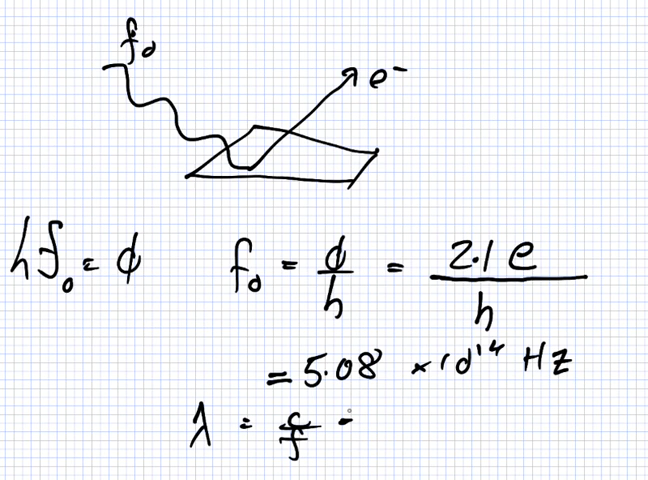 f₀
e⁻
hf₀ = ϕ f₀ = ϕ/h = 2.1 e/h
= 5.08 × 10¹⁴ Hz
λ = c/f =